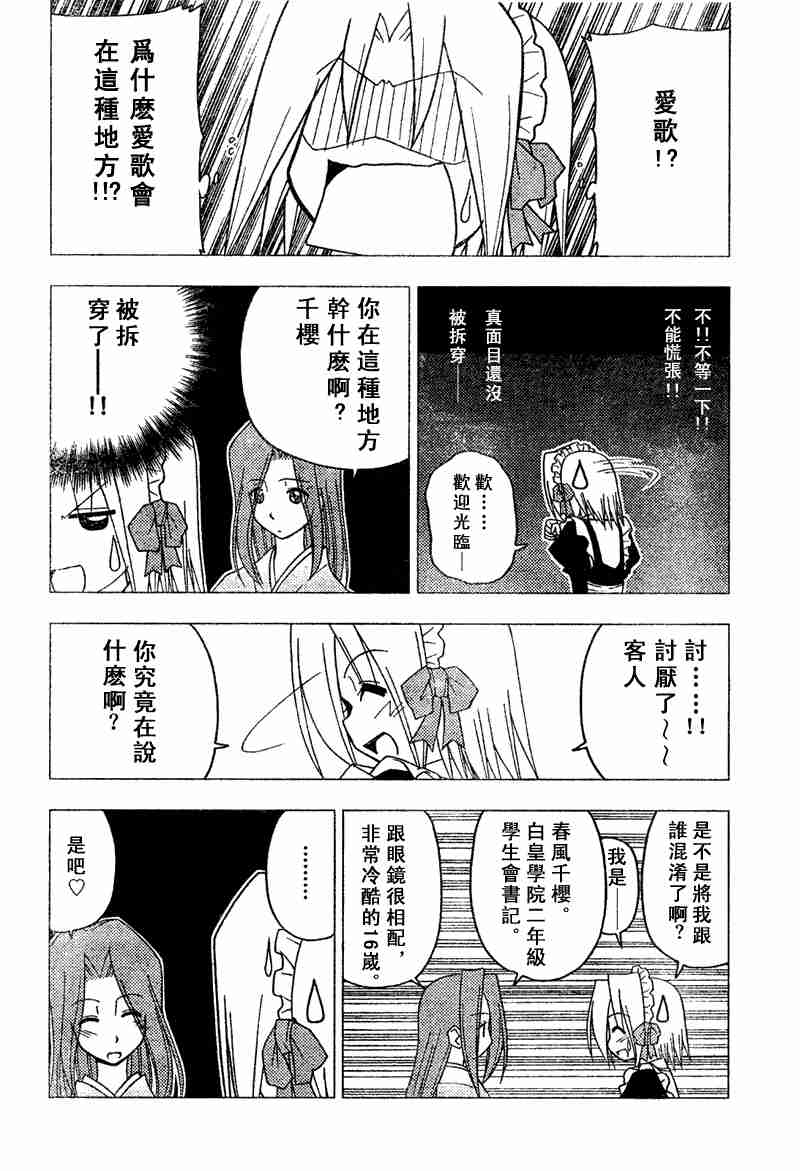 愛歌!?
爲什麽愛歌會
在這種地方!!?
不!!不等一下!!
不能慌張!!
真面目還沒
被拆穿——
歡……
歡迎光臨——
你在這種地方
幹什麽啊?
千櫻
被拆
穿了——!!
討……!!
討厭了~~
客人
你究竟在說
什麽啊?
是不是將我跟
誰混淆了啊?
我是——
春風千櫻。
白皇學院二年級
學生會書記。
跟眼鏡很相配,
非常冷酷的16歲。
………
是吧♡